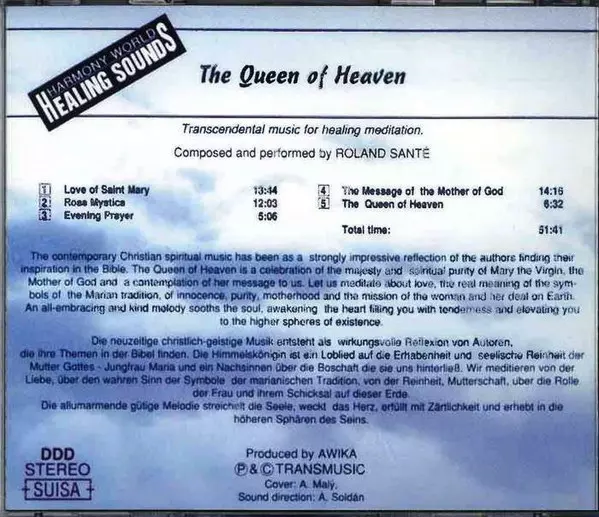 HARMONY WORLD
HEALING SOUNDS
The Queen of Heaven
Transcendental music for healing meditation.
Composed and performed by ROLAND SANTÉ
1 Love of Saint Mary 13:44
2 Rosa Mystica 12:03
3 Evening Prayer 5:06
4 The Message of the Mother of God 14:16
5 The Queen of Heaven 6:32
Total time: 51:41
The contemporary Christian spiritual music has been as a strongly impressive reflection of the authors finding their
inspiration in the Bible. The Queen of Heaven is a celebration of the majesty and spiritual purity of Mary the Virgin, the
Mother of God and a contemplation of her message to us. Let us meditate about love, the real meaning of the sym-
bols of the Marian tradition, of innocence, purity, motherhood and the mission of the woman and her deal on Earth.
An all-embracing and kind melody sooths the soul, awakening the heart filling you with tenderness and elevating you
to the higher spheres of existence.
Die neuzeitige christlich-geistige Musik entsteht als wirkungsvolle Reflexion von Autoren,
die ihre Themen in der Bibel finden. Die Himmelskönigin ist ein Loblied auf die Erhabenheit und seelische Reinheit der
Mutter Gottes - Jungfrau Maria und ein Nachsinnen über die Boschaft die sie uns hinterließ. Wir meditieren von der
Liebe, über den wahren Sinn der Symbole der marianischen Tradition, von der Reinheit, Mutterschaft, über die Rolle
der Frau und ihrem Schicksal auf dieser Erde.
Die allumarmende gütige Melodie streichelt die Seele, weckt das Herz, erfüllt mit Zärtlichkeit und erhebt in die
höheren Sphären des Seins.
DDD
STEREO
SUISA
Produced by AWIKA
Ⓟ & © TRANSMUSIC
Cover: A. Malý,
Sound direction: A. Soldán